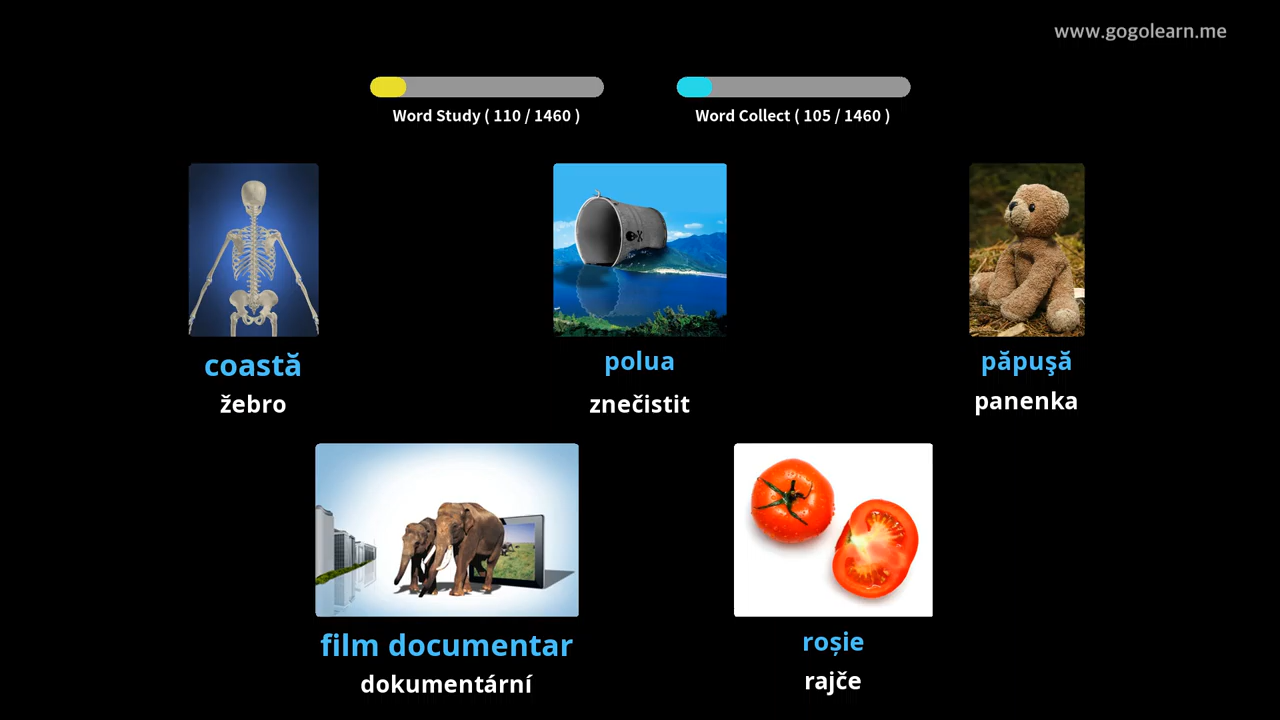 www.gogolearn.me
Word Study ( 110 / 1460 )
Word Collect ( 105 / 1460 )
coastă
polua
păpuşă
žebro
znečistit
panenka
film documentar
roșie
dokumentární
rajče